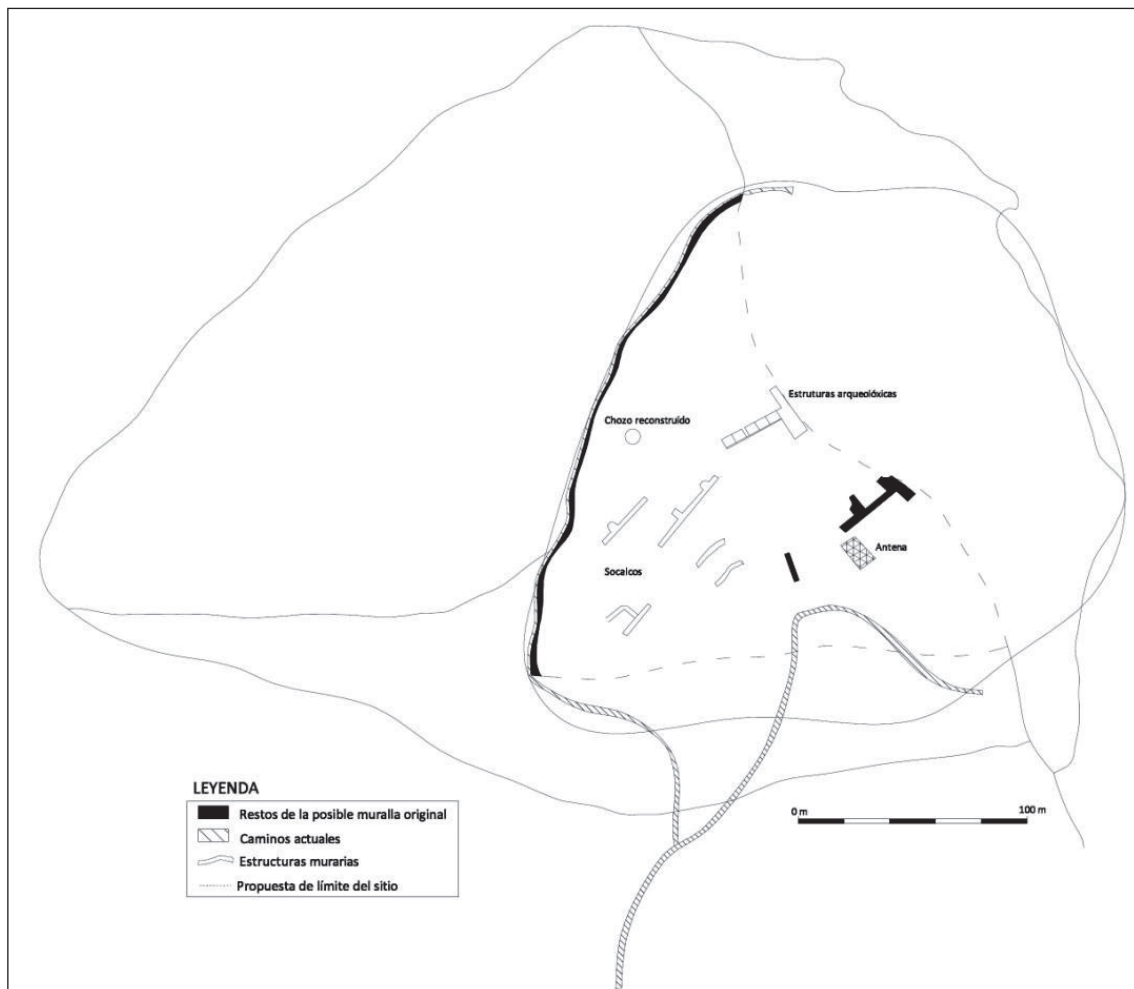 Estruturas arqueolóxicas
Chozo reconstruído
Antena
Socalcos
LEYENDA
Restos de la posible muralla original
Caminos actuales
Estructuras murarias
Propuesta de límite del sitio
0 m 100 m